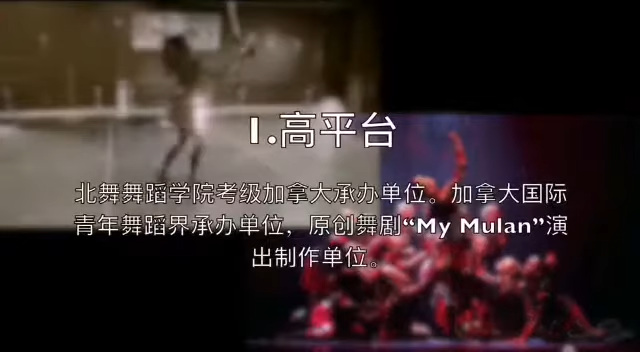 1.高平台
北舞舞蹈学院考级加拿大承办单位。加拿大国际
青年舞蹈界承办单位，原创舞剧“My Mulan”演
出制作单位。